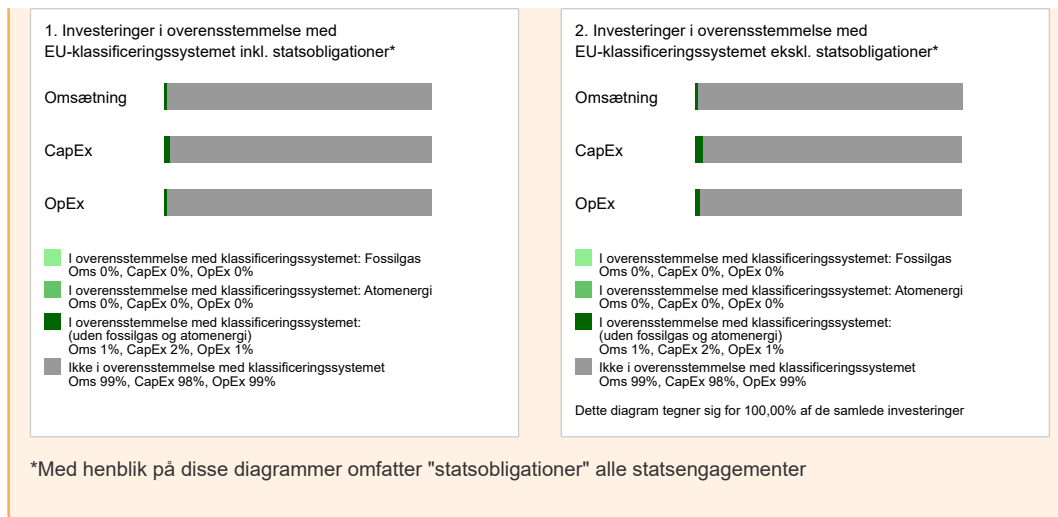 1. Investeringer i overensstemmelse med
EU-klassificeringssystemet inkl. statsobligationer*
Omsætning
CapEx
OpEx
I overensstemmelse med klassificeringssystemet: Fossilgas
Oms 0%, CapEx 0%, OpEx 0%
I overensstemmelse med klassificeringssystemet: Atomenergi
Oms 0%, CapEx 0%, OpEx 0%
I overensstemmelse med klassificeringssystemet:
(uden fossilgas og atomenergi)
Oms 1%, CapEx 2%, OpEx 1%
Ikke i overensstemmelse med klassificeringssystemet
Oms 99%, CapEx 98%, OpEx 99%
2. Investeringer i overensstemmelse med
EU-klassificeringssystemet ekskl. statsobligationer*
Omsætning
CapEx
OpEx
I overensstemmelse med klassificeringssystemet: Fossilgas
Oms 0%, CapEx 0%, OpEx 0%
I overensstemmelse med klassificeringssystemet: Atomenergi
Oms 0%, CapEx 0%, OpEx 0%
I overensstemmelse med klassificeringssystemet:
(uden fossilgas og atomenergi)
Oms 1%, CapEx 2%, OpEx 1%
Ikke i overensstemmelse med klassificeringssystemet
Oms 99%, CapEx 98%, OpEx 99%
Dette diagram tegner sig for 100,00% af de samlede investeringer
*Med henblik på disse diagrammer omfatter "statsobligationer" alle statsengagementer